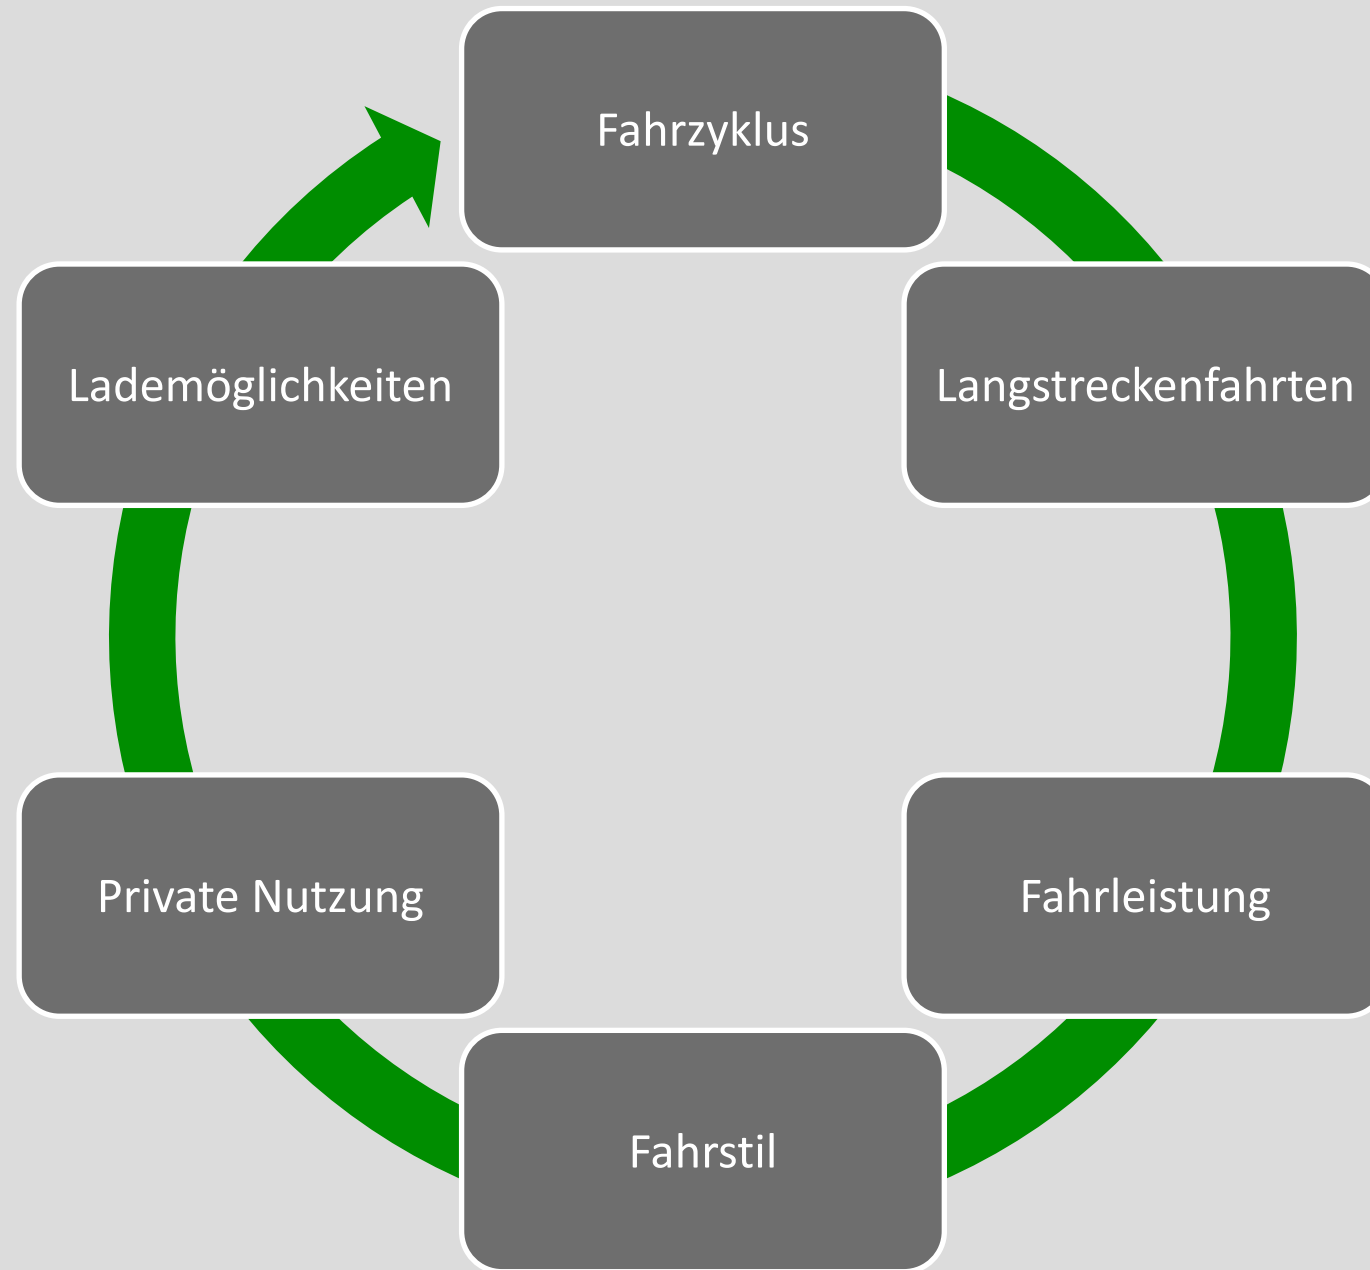 Fahrzyklus
Langstreckenfahrten
Fahrleistung
Fahrstil
Private Nutzung
Lademöglichkeiten